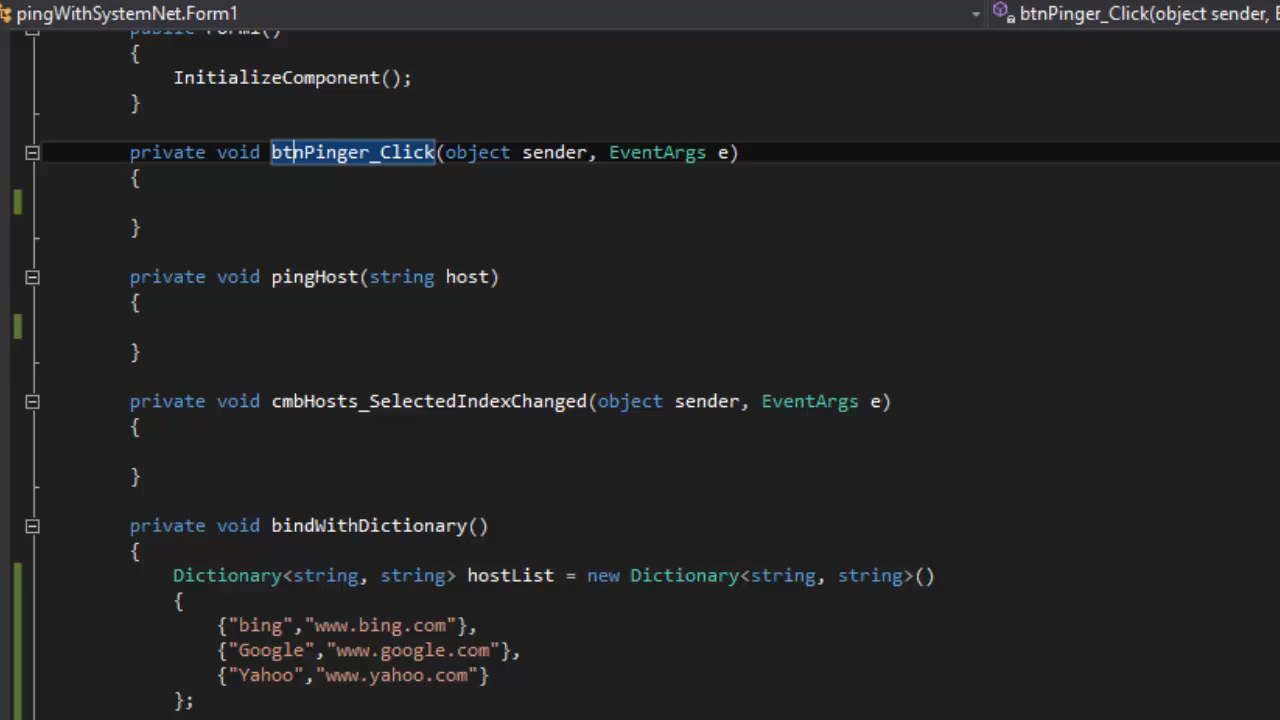 pingWithSystemNet.Form1
btnPinger_Click(object sender, E
public Form1()
{
InitializeComponent();
}
private void btnPinger_Click(object sender, EventArgs e)
{
}
private void pingHost(string host)
{
}
private void cmbHosts_SelectedIndexChanged(object sender, EventArgs e)
{
}
private void bindWithDictionary()
{
Dictionary<string, string> hostList = new Dictionary<string, string>()
{
{"bing","www.bing.com"},
{"Google","www.google.com"},
{"Yahoo","www.yahoo.com"}
};